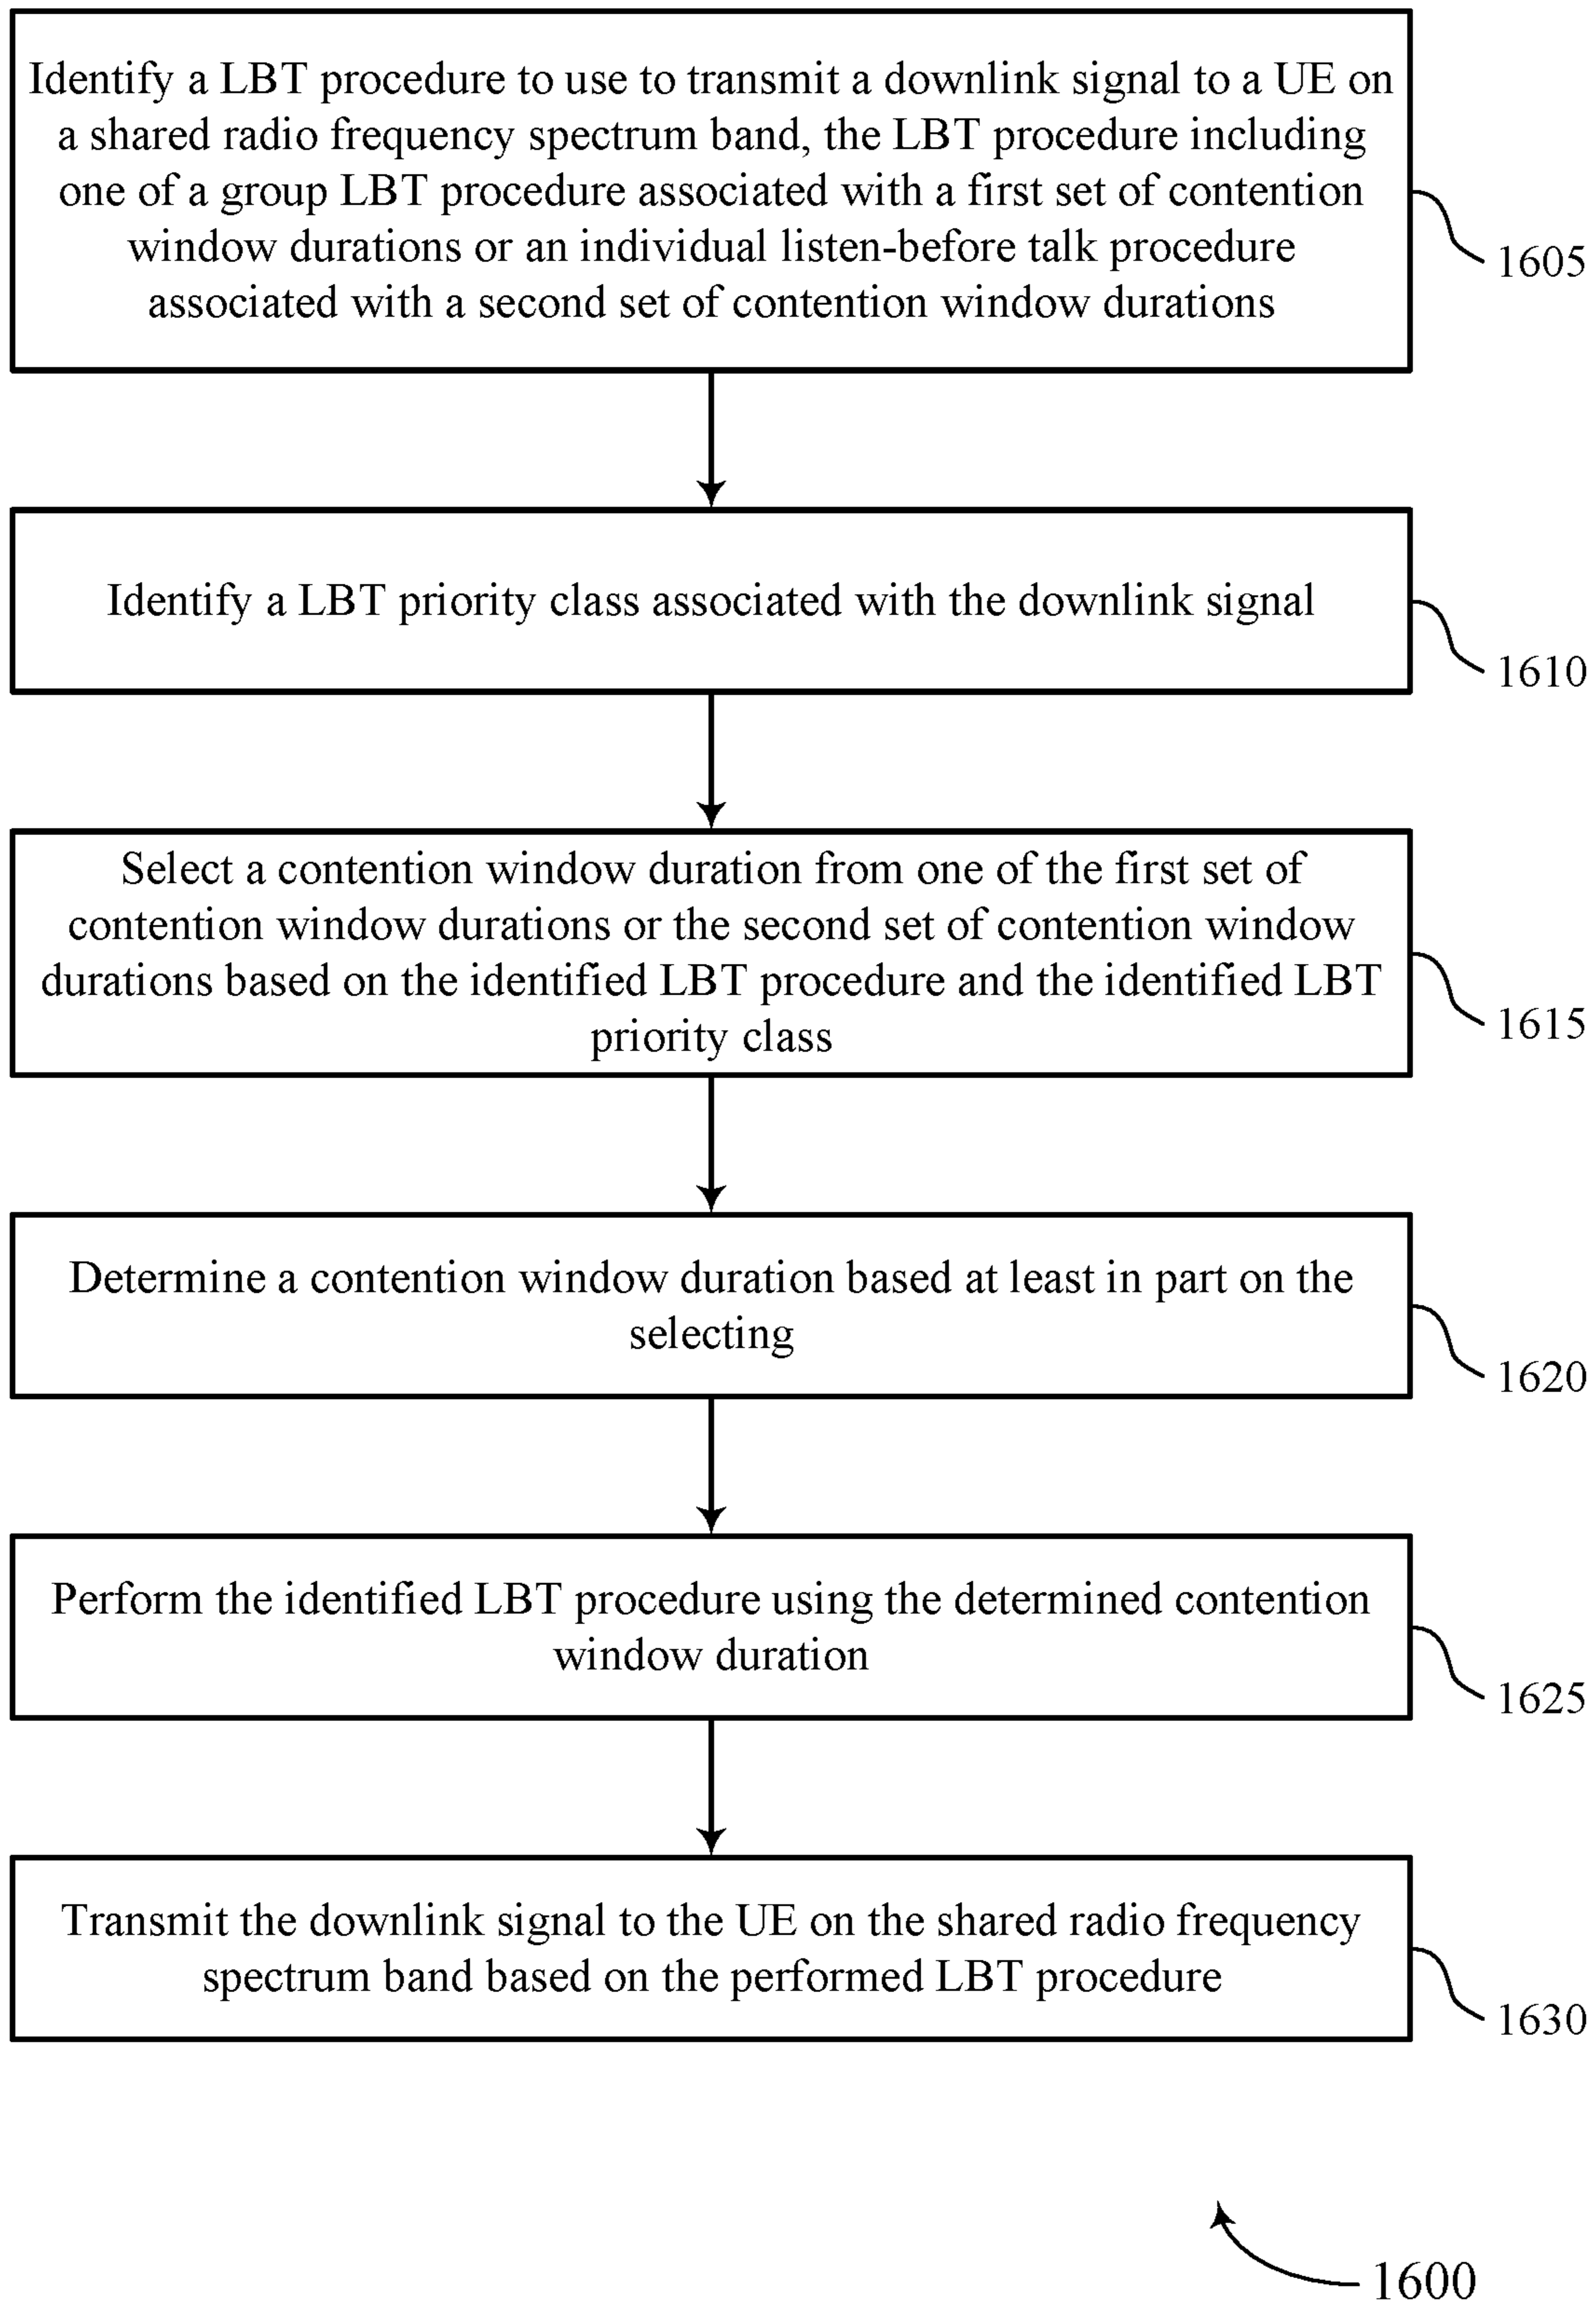 Identify a LBT procedure to use to transmit a downlink signal to a UE on
a shared radio frequency spectrum band, the LBT procedure including
one of a group LBT procedure associated with a first set of contention
window durations or an individual listen-before talk procedure
associated with a second set of contention window durations
1605
Identify a LBT priority class associated with the downlink signal
1610
Select a contention window duration from one of the first set of
contention window durations or the second set of contention window
durations based on the identified LBT procedure and the identified LBT
priority class
1615
Determine a contention window duration based at least in part on the
selecting
1620
Perform the identified LBT procedure using the determined contention
window duration
1625
Transmit the downlink signal to the UE on the shared radio frequency
spectrum band based on the performed LBT procedure
1630
1600